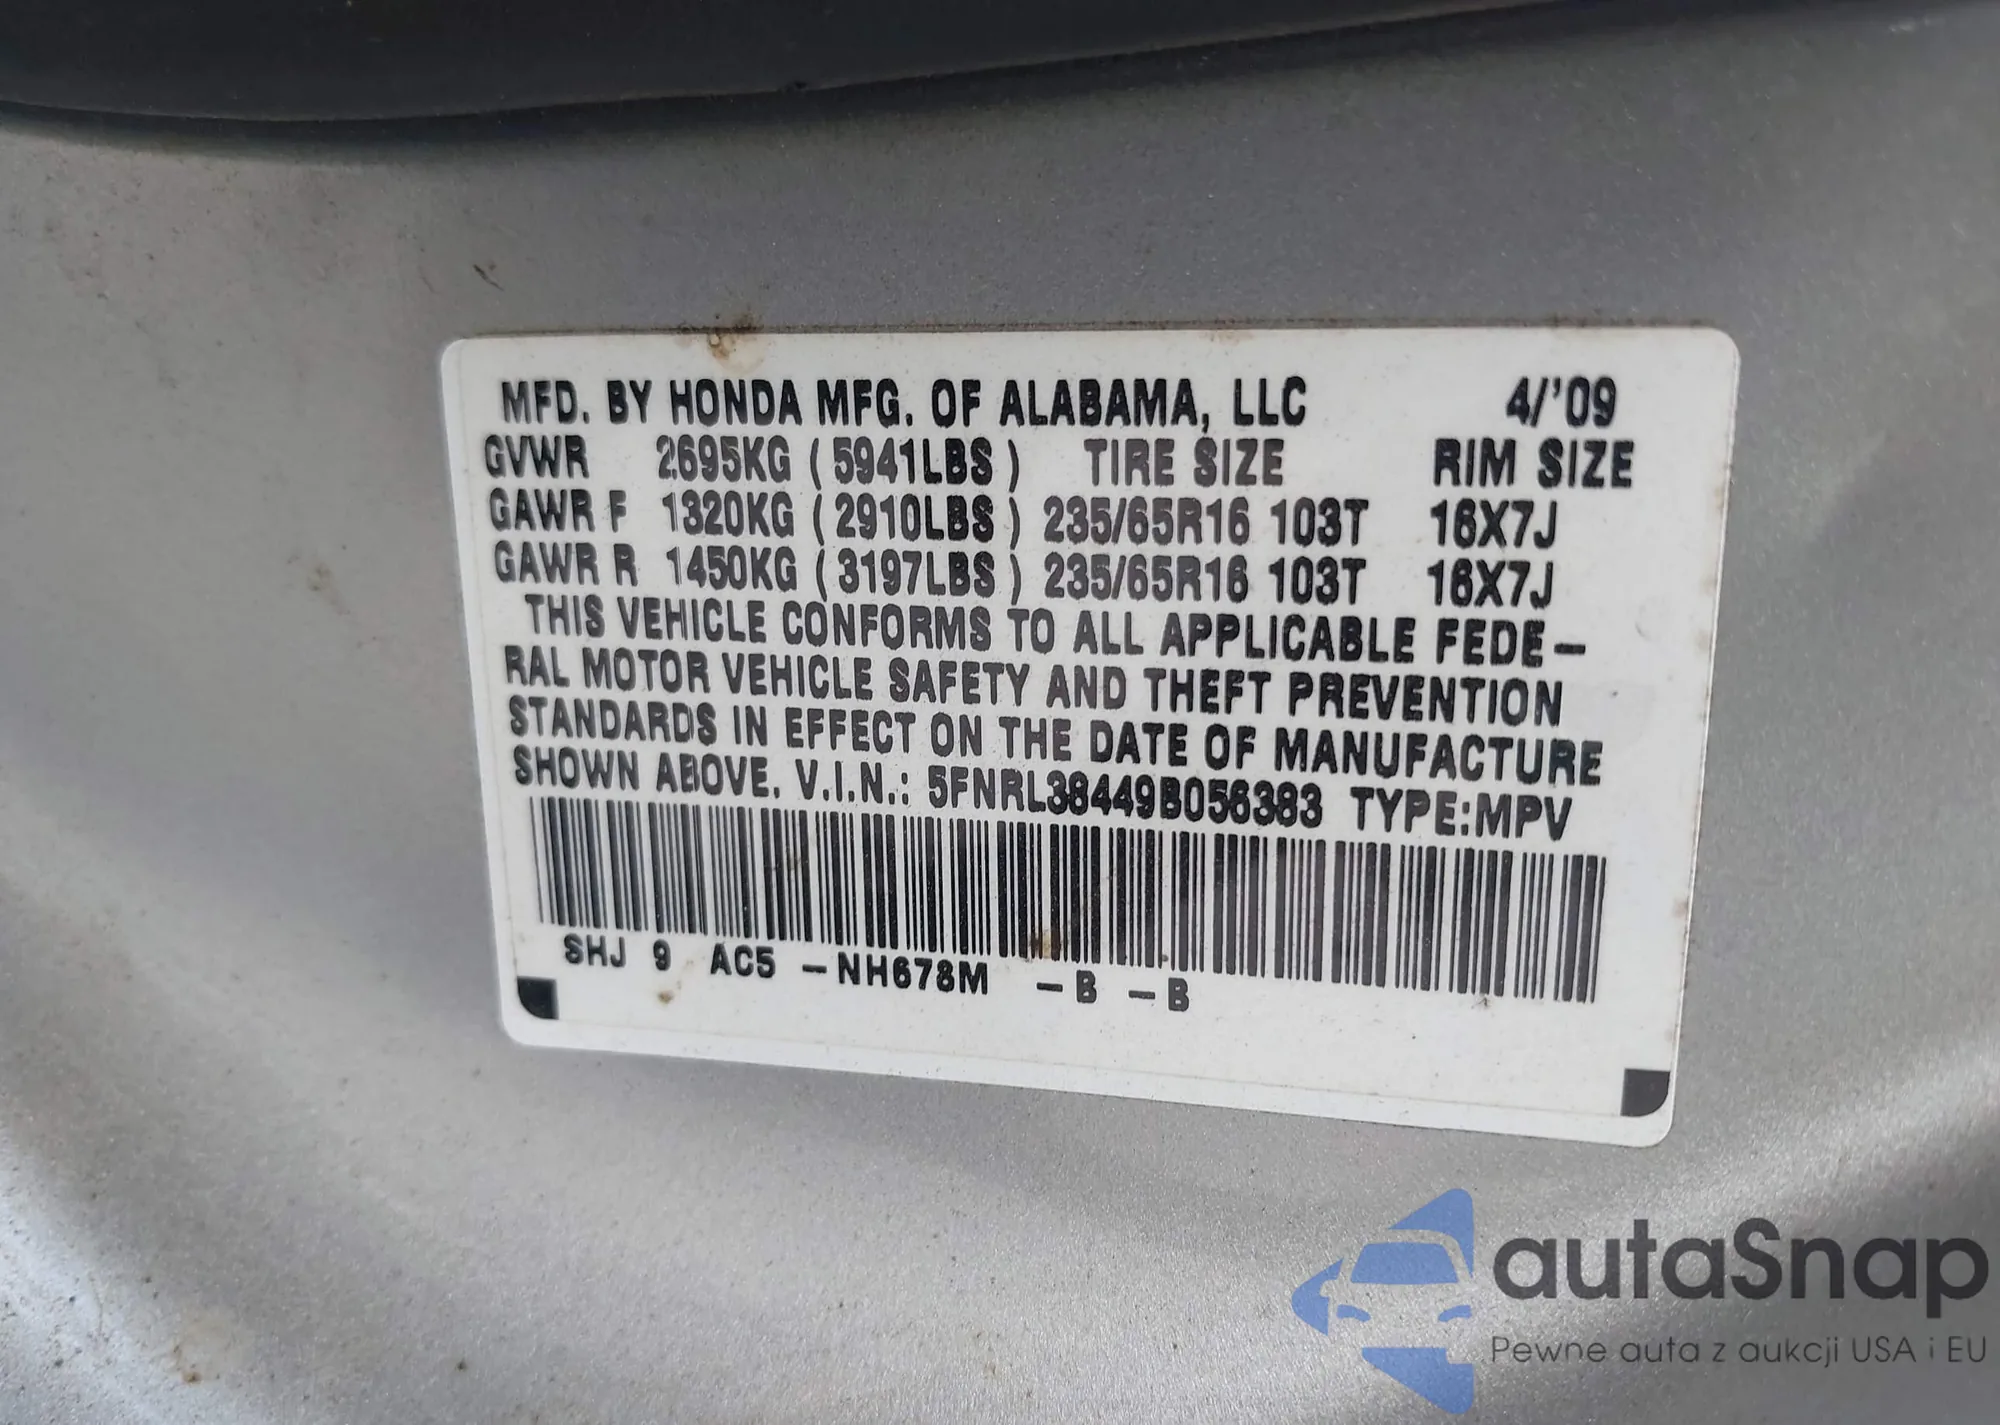 MFD. BY HONDA MFG. OF ALABAMA, LLC 4/'09
GVWR 2695KG (5941LBS) TIRE SIZE RIM SIZE
GAWR F 1320KG (2910LBS) 235/65R16 103T 16X7J
GAWR R 1450KG (3197LBS) 235/65R16 103T 16X7J
THIS VEHICLE CONFORMS TO ALL APPLICABLE FEDE-
RAL MOTOR VEHICLE SAFETY AND THEFT PREVENTION
STANDARDS IN EFFECT ON THE DATE OF MANUFACTURE
SHOWN ABOVE. V.I.N.: 5FNRL38449B056383 TYPE:MPV
SHJ 9 AC5 -NH678M -B -B
autaSnap
Pewne auta z aukcji USA i EU